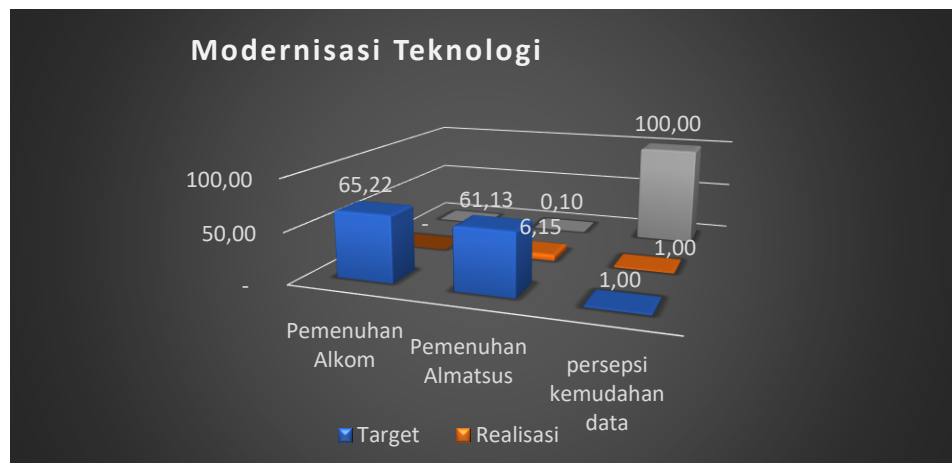 Modernisasi Teknologi
100,00
50,00
-
65,22
-
61,13
-
6,15
0,10
100,00
1,00
1,00
Pemenuhan
Alkom
Pemenuhan
Almatsus
persepsi
kemudahan
data
Target
Realisasi